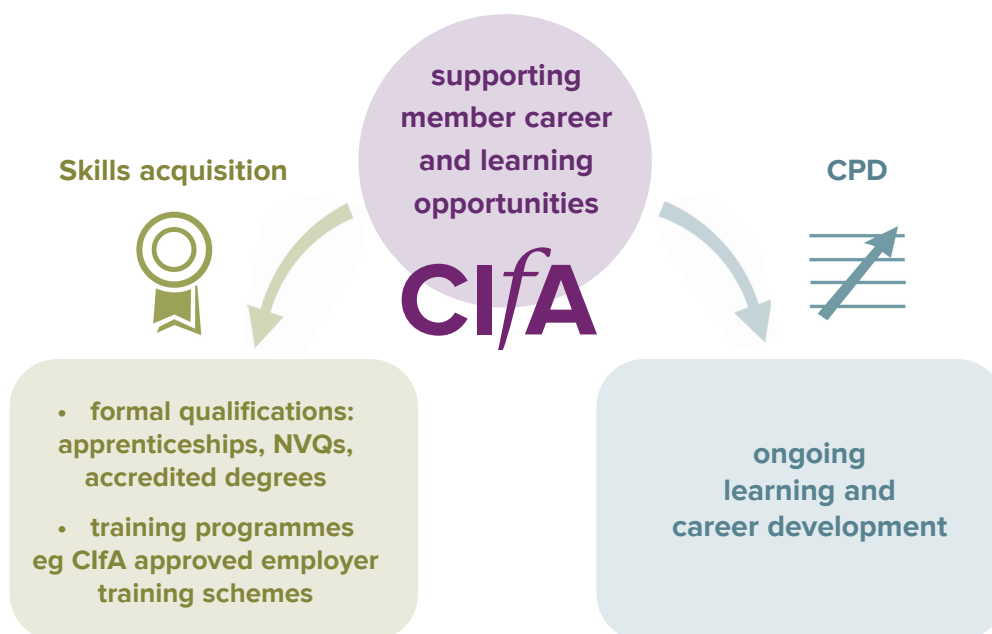 supporting
member career
and learning
opportunities
CIfA
Skills acquisition
• formal qualifications:
apprenticeships, NVQs,
accredited degrees
• training programmes
eg CIfA approved employer
training schemes
CPD
ongoing
learning and
career development